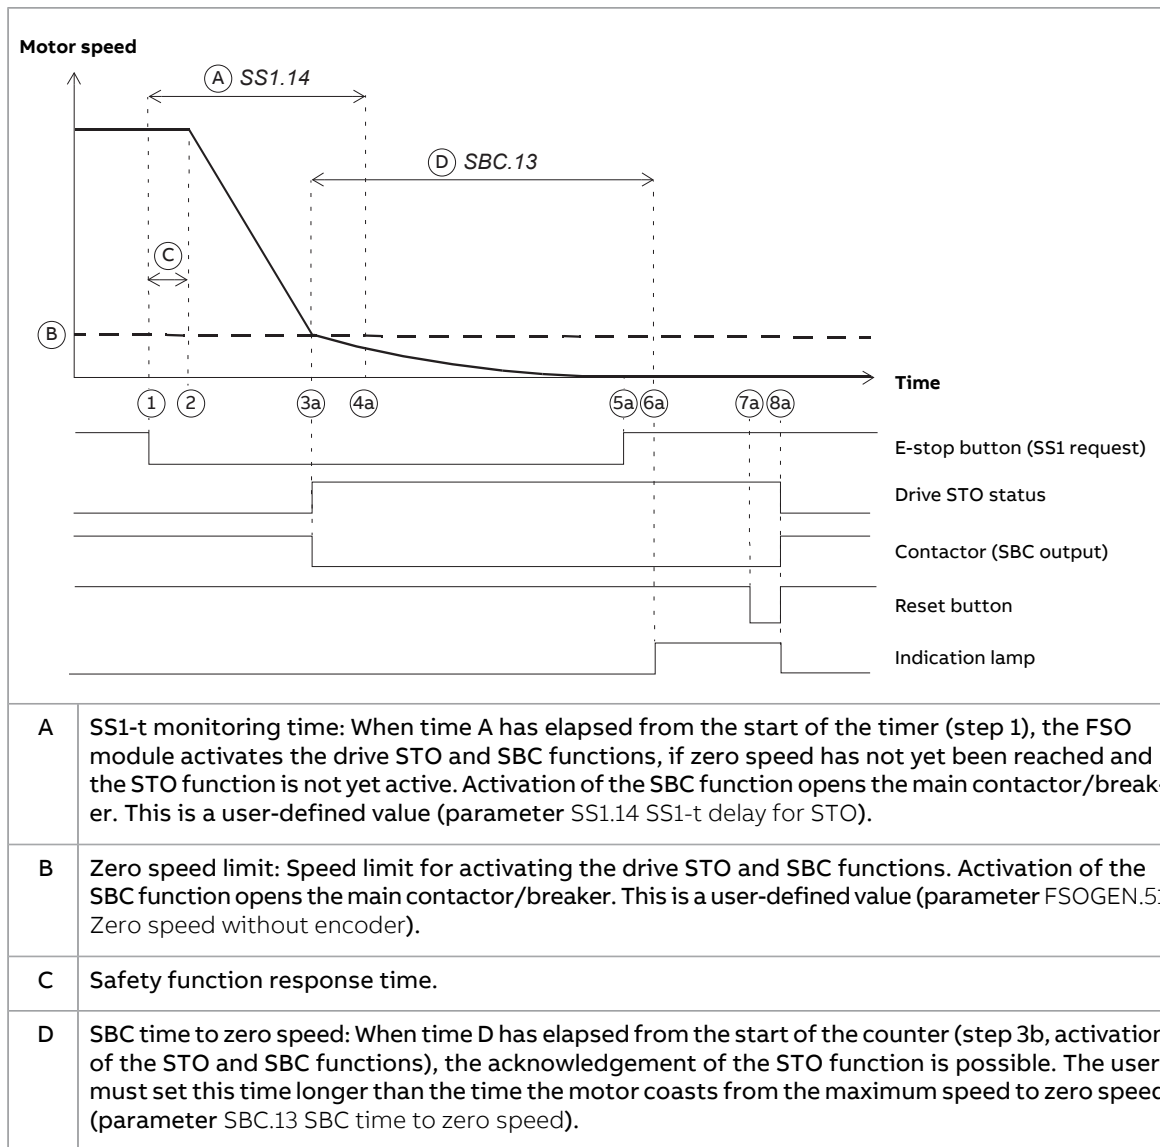 Motor speed
A SS1.14
D SBC.13
C
B
Time
1 2 3a 4a 5a 6a 7a 8a
E-stop button (SS1 request)
Drive STO status
Contactor (SBC output)
Reset button
Indication lamp
A SS1-t monitoring time: When time A has elapsed from the start of the timer (step 1), the FSO
module activates the drive STO and SBC functions, if zero speed has not yet been reached and
the STO function is not yet active. Activation of the SBC function opens the main contactor/break-
er. This is a user-defined value (parameter SS1.14 SS1-t delay for STO).
B Zero speed limit: Speed limit for activating the drive STO and SBC functions. Activation of the
SBC function opens the main contactor/breaker. This is a user-defined value (parameter FSOGEN.51
Zero speed without encoder).
C Safety function response time.
D SBC time to zero speed: When time D has elapsed from the start of the counter (step 3b, activation
of the STO and SBC functions), the acknowledgement of the STO function is possible. The user
must set this time longer than the time the motor coasts from the maximum speed to zero speed
(parameter SBC.13 SBC time to zero speed).